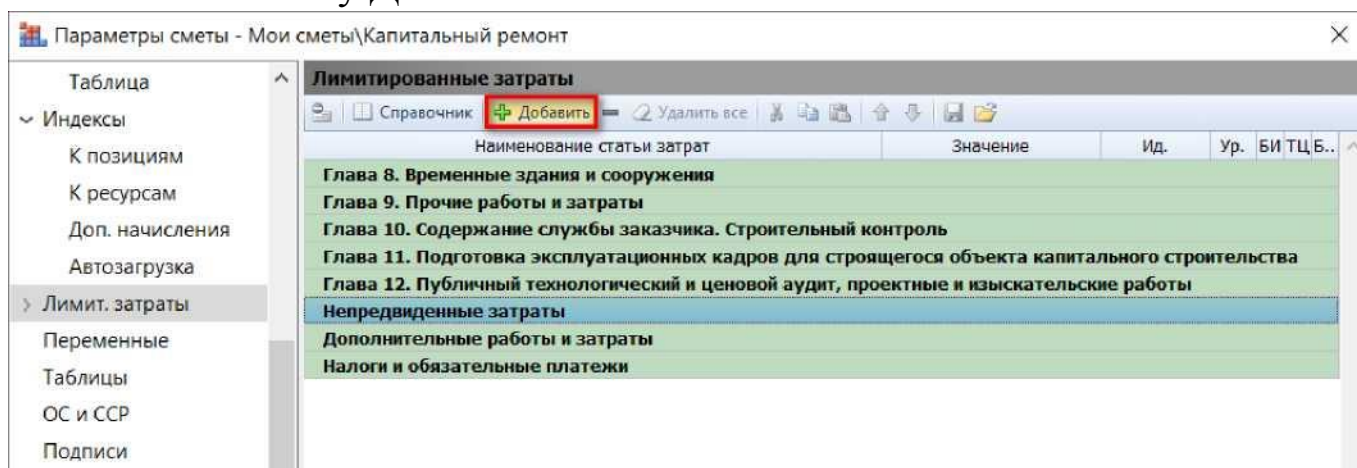 Параметры сметы - Мои сметы\Капитальный ремонт
Таблица
Индексы
К позициям
К ресурсам
Доп. начисления
Автозагрузка
Лимит. затраты
Переменные
Таблицы
ОС и ССР
Подписи
Лимитированные затраты
Справочник Добавить Удалить все
Наименование статьи затрат Значение Ид. Ур. БИ ТЦ Б..
Глава 8. Временные здания и сооружения
Глава 9. Прочие работы и затраты
Глава 10. Содержание службы заказчика. Строительный контроль
Глава 11. Подготовка эксплуатационных кадров для строящегося объекта капитального строительства
Глава 12. Публичный технологический и ценовой аудит, проектные и изыскательские работы
Непредвиденные затраты
Дополнительные работы и затраты
Налоги и обязательные платежи